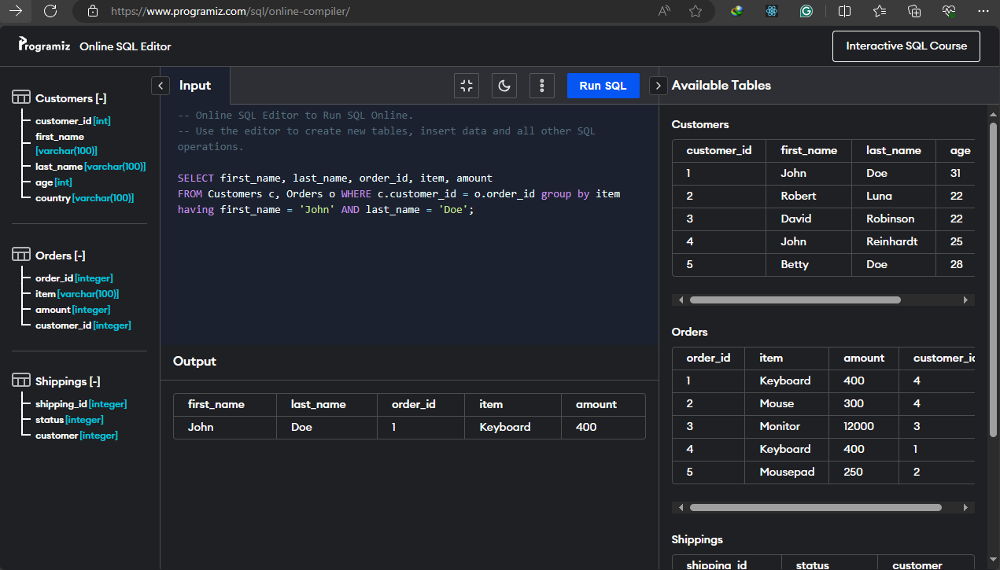 https://www.programiz.com/sql/online-compiler/
Programiz Online SQL Editor
Interactive SQL Course
Customers [-]
customer_id [int]
first_name
[varchar(100)]
last_name [varchar(100)]
age [int]
country [varchar(100)]
Orders [-]
order_id [integer]
item [varchar(100)]
amount [integer]
customer_id [integer]
Shippings [-]
shipping_id [integer]
status [integer]
customer [integer]
Input
Run SQL
-- Online SQL Editor to Run SQL Online.
-- Use the editor to create new tables, insert data and all other SQL
operations.
SELECT first_name, last_name, order_id, item, amount
FROM Customers c, Orders o WHERE c.customer_id = o.order_id group by item
having first_name = 'John' AND last_name = 'Doe';
Output
first_name last_name order_id item amount
John Doe 1 Keyboard 400
Available Tables
Customers
customer_id first_name last_name age
1 John Doe 31
2 Robert Luna 22
3 David Robinson 22
4 John Reinhardt 25
5 Betty Doe 28
Orders
order_id item amount customer_id
1 Keyboard 400 4
2 Mouse 300 4
3 Monitor 12000 3
4 Keyboard 400 1
5 Mousepad 250 2
Shippings
shipping_id status customer